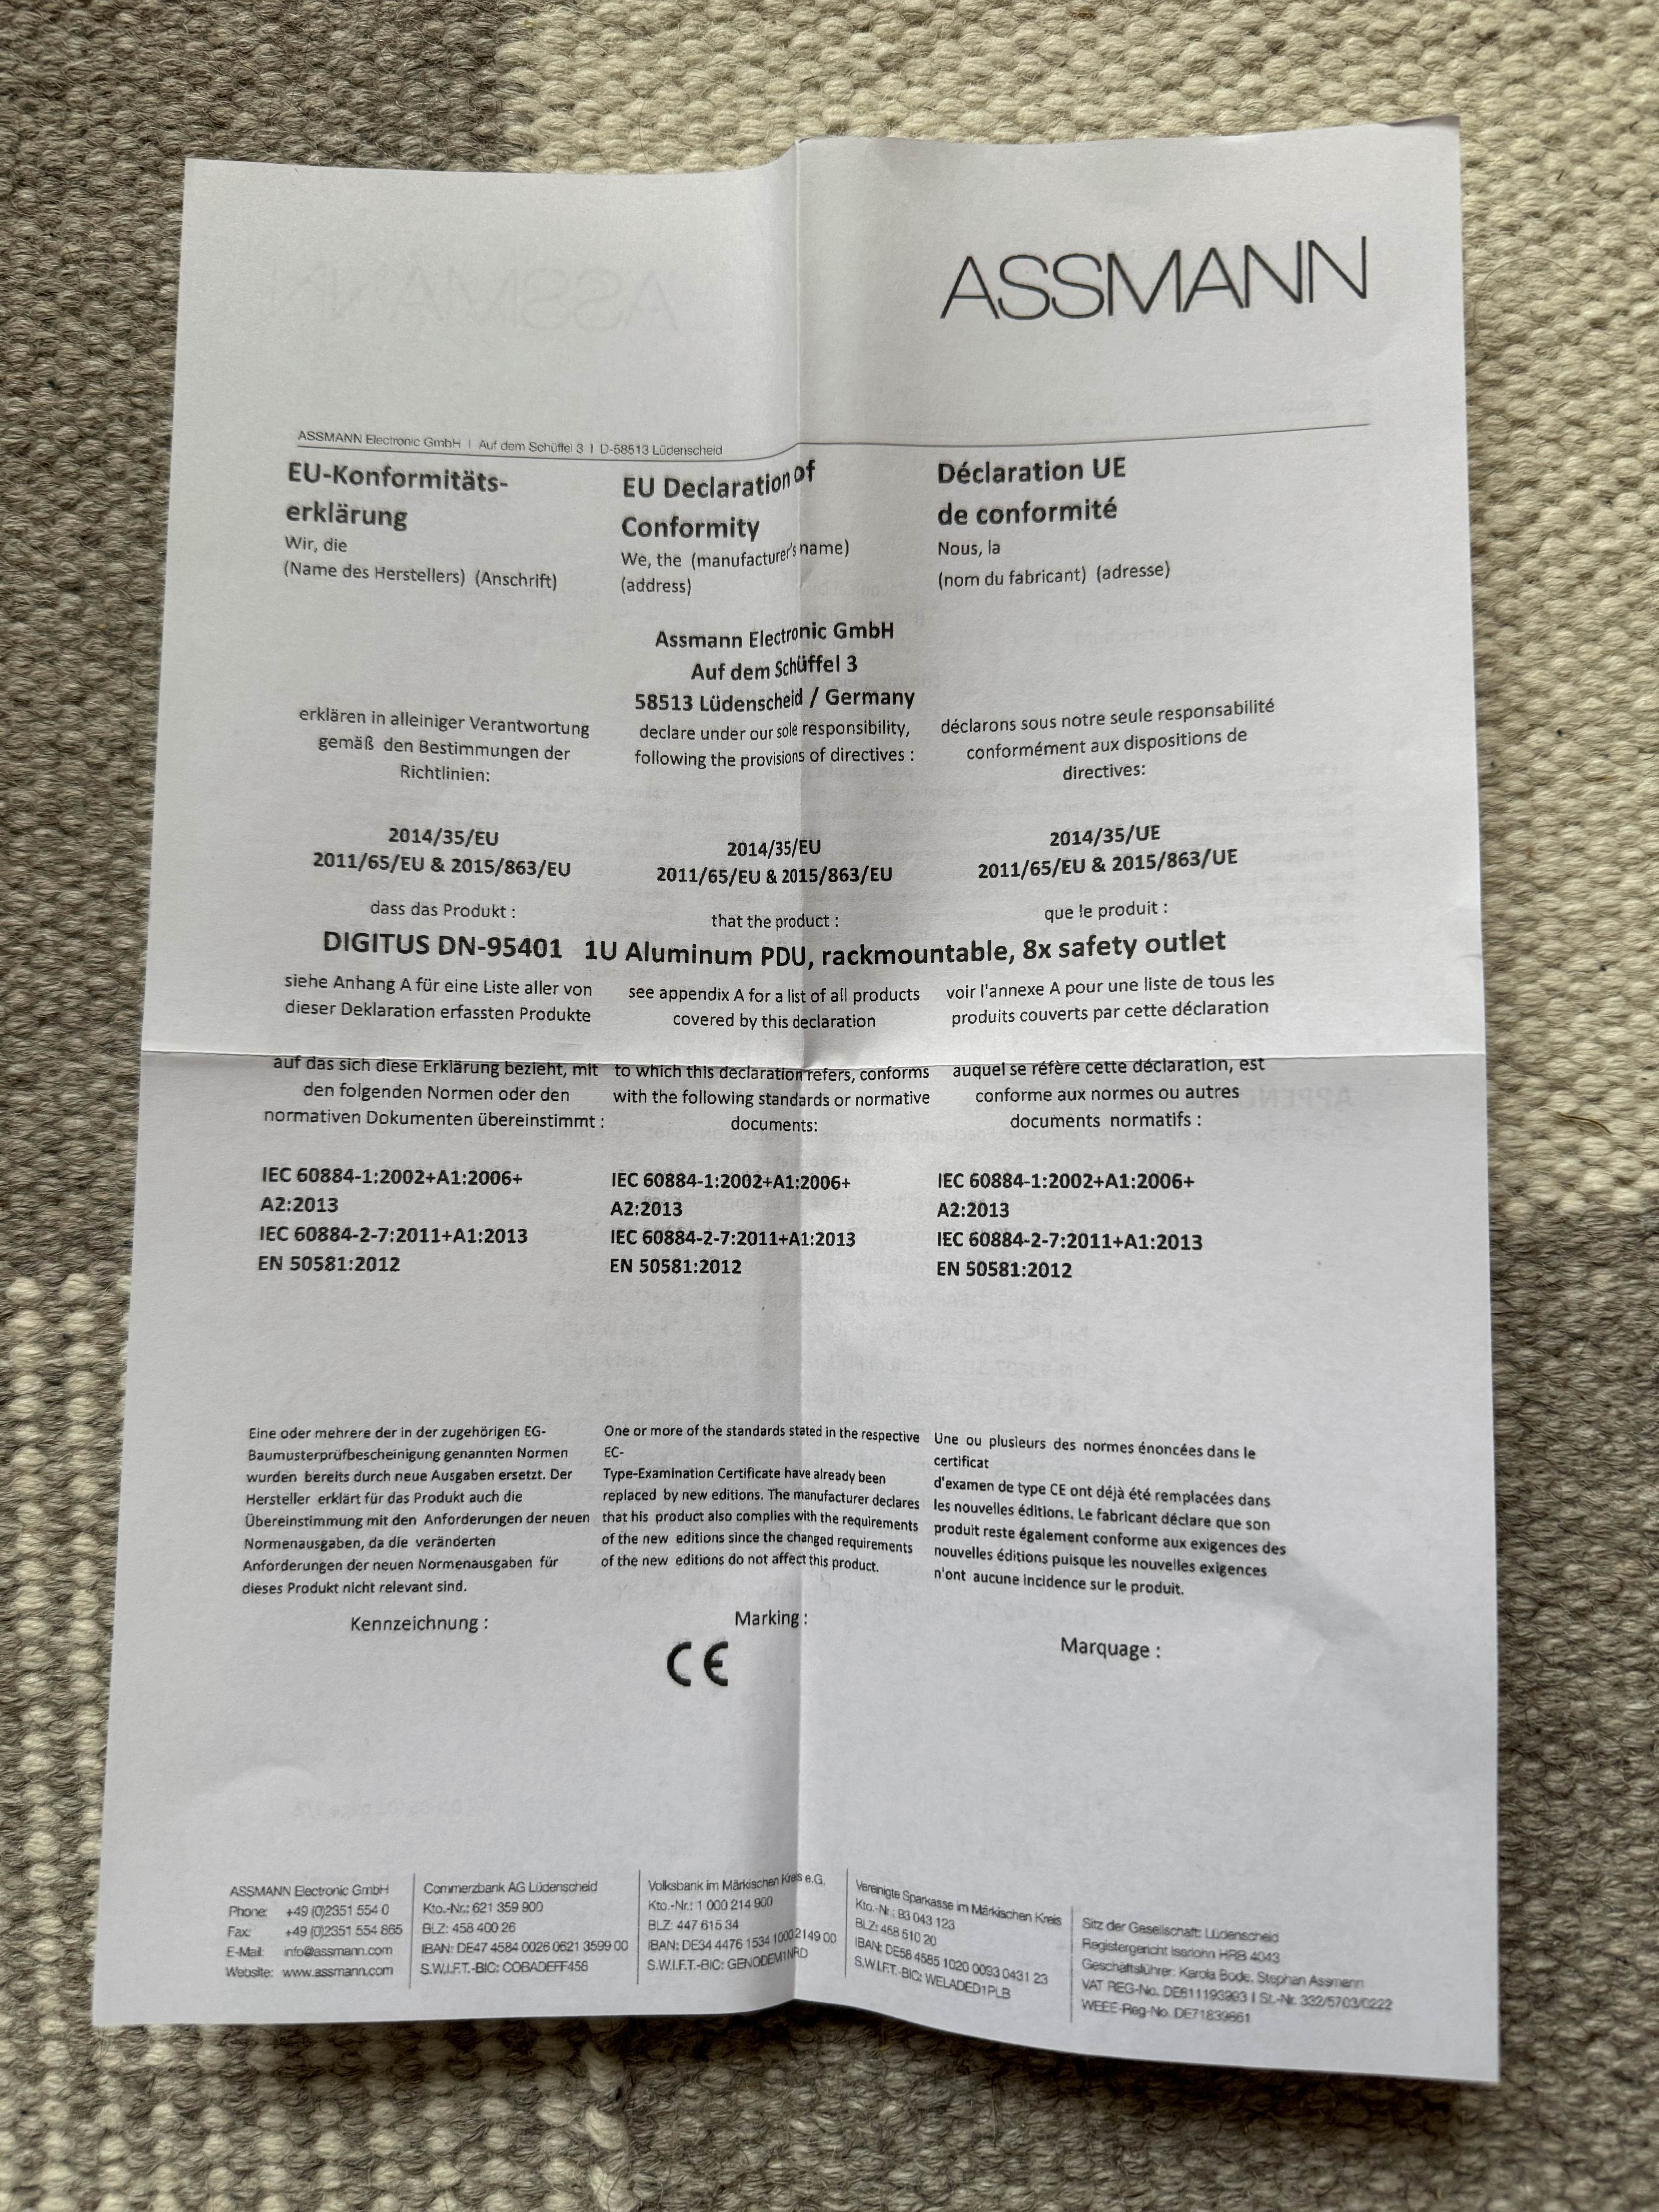 ASSMANN
ASSMANN Electronic GmbH | Auf dem Schüffel 3 | D-58513 Lüdenscheid
EU-Konformitäts-
erklärung
Wir, die
(Name des Herstellers) (Anschrift)
EU Declaration of
Conformity
We, the (manufacturer's name)
(address)
Déclaration UE
de conformité
Nous, la
(nom du fabricant) (adresse)
Assmann Electronic GmbH
Auf dem Schüffel 3
58513 Lüdenscheid / Germany
erklären in alleiniger Verantwortung
gemäß den Bestimmungen der
Richtlinien:
declare under our sole responsibility,
following the provisions of directives :
déclarons sous notre seule responsabilité
conformément aux dispositions de
directives:
2014/35/EU
2011/65/EU & 2015/863/EU
2014/35/EU
2011/65/EU & 2015/863/EU
2014/35/UE
2011/65/EU & 2015/863/UE
dass das Produkt :
that the product :
que le produit :
DIGITUS DN-95401 1U Aluminum PDU, rackmountable, 8x safety outlet
siehe Anhang A für eine Liste aller von
dieser Deklaration erfassten Produkte
see appendix A for a list of all products
covered by this declaration
voir l'annexe A pour une liste de tous les
produits couverts par cette déclaration
auf das sich diese Erklärung bezieht, mit
den folgenden Normen oder den
normativen Dokumenten übereinstimmt :
to which this declaration refers, conforms
with the following standards or normative
documents:
auquel se réfère cette déclaration, est
conforme aux normes ou autres
documents normatifs :
IEC 60884-1:2002+A1:2006+
A2:2013
IEC 60884-2-7:2011+A1:2013
EN 50581:2012
IEC 60884-1:2002+A1:2006+
A2:2013
IEC 60884-2-7:2011+A1:2013
EN 50581:2012
IEC 60884-1:2002+A1:2006+
A2:2013
IEC 60884-2-7:2011+A1:2013
EN 50581:2012
Eine oder mehrere der in der zugehörigen EG-
Baumusterprüfbescheinigung genannten Normen
wurden bereits durch neue Ausgaben ersetzt. Der
Hersteller erklärt für das Produkt auch die
Übereinstimmung mit den Anforderungen der neuen
Normenausgaben, da die veränderten
Anforderungen der neuen Normenausgaben für
dieses Produkt nicht relevant sind.
One or more of the standards stated in the respective
EC-
Type-Examination Certificate have already been
replaced by new editions. The manufacturer declares
that his product also complies with the requirements
of the new editions since the changed requirements
of the new editions do not affect this product.
Une ou plusieurs des normes énoncées dans le
certificat
d'examen de type CE ont déjà été remplacées dans
les nouvelles éditions. Le fabricant déclare que son
produit reste également conforme aux exigences des
nouvelles éditions puisque les nouvelles exigences
n'ont aucune incidence sur le produit.
Kennzeichnung :
Marking :
Marquage :
CE
ASSMANN Electronic GmbH
Phone: +49 (0)2351 554 0
Fax: +49 (0)2351 554 865
E-Mail: info@assmann.com
Website: www.assmann.com
Commerzbank AG Lüdenscheid
Kto.-Nr.: 621 359 900
BLZ: 458 400 26
IBAN: DE47 4584 0026 0621 3599 00
S.W.I.F.T.-BIC: COBADEFF458
Volksbank im Märkischen Kreis e.G.
Kto.-Nr.: 1 000 214 900
BLZ: 447 615 34
IBAN: DE34 4476 1534 1000 2149 00
S.W.I.F.T.-BIC: GENODEM1NRD
Vereinigte Sparkasse im Märkischen Kreis
Kto.-Nr.: 93 043 123
BLZ: 458 510 20
IBAN: DE58 4585 1020 0093 0431 23
S.W.I.F.T.-BIC: WELADED1PLB
Sitz der Gesellschaft: Lüdenscheid
Registergericht Iserlohn HRB 4043
Geschäftsführer: Karola Bode, Stephan Assmann
VAT REG-No. DE811193993 | St.-Nr. 332/5703/0222
WEEE-Reg-No. DE71839661